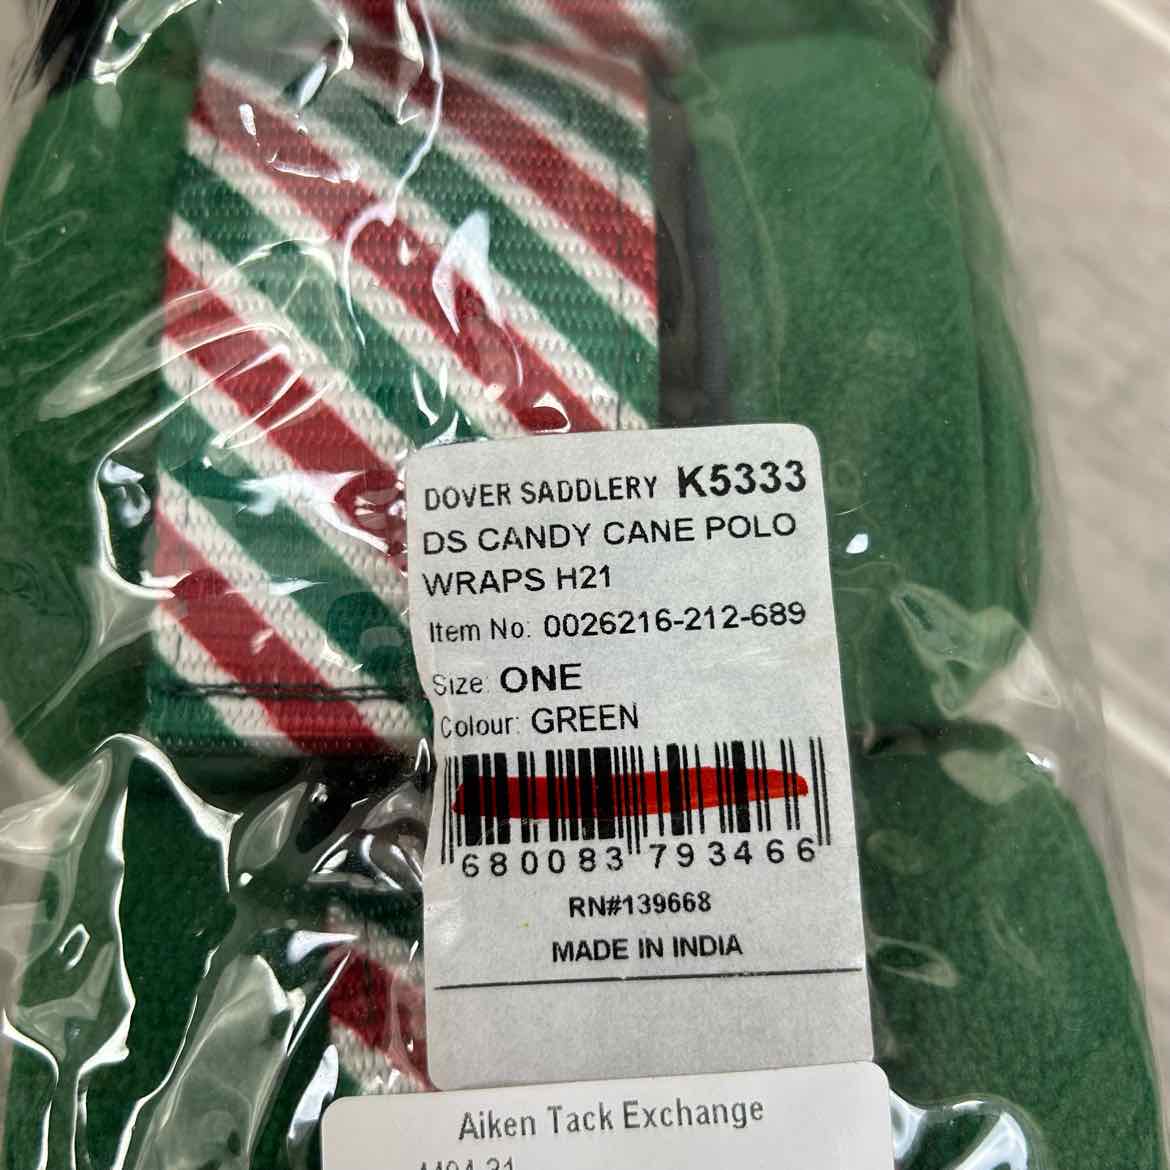 DOVER SADDLERY K5333
DS CANDY CANE POLO
WRAPS H21
Item No: 0026216-212-689
Size: ONE
Colour: GREEN
680083 793466
RN#139668
MADE IN INDIA
Aiken Tack Exchange